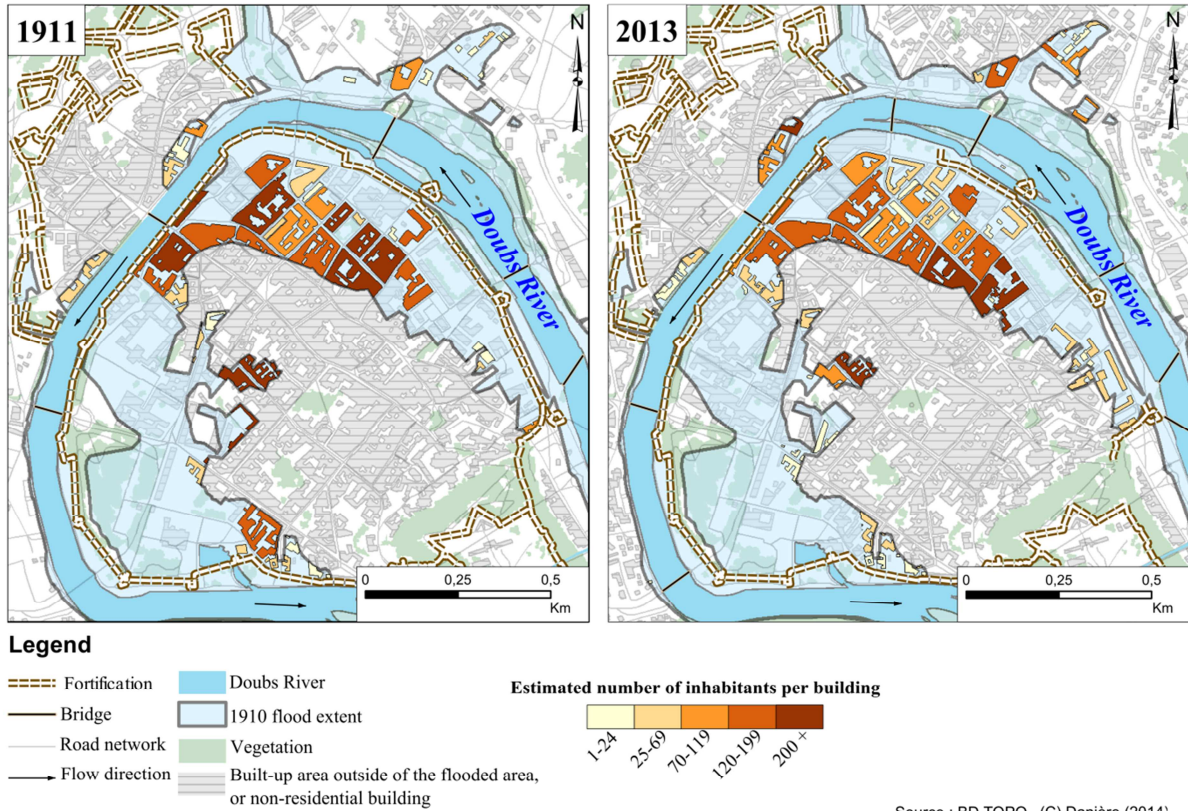 1911
N
Doubs River
0
0,25
0,5
Km
2013
N
Doubs River
0
0,25
0,5
Km
Legend
Fortification
Bridge
Road network
Flow direction
Doubs River
1910 flood extent
Vegetation
Built-up area outside of the flooded area,
or non-residential building
Estimated number of inhabitants per building
1-24
25-69
70-119
120-199
200 +